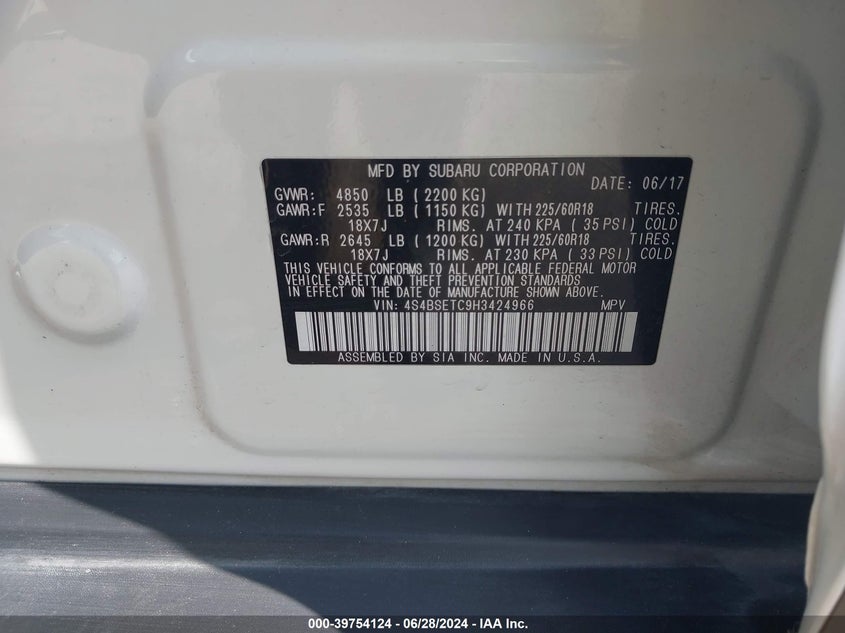 MFD BY SUBARU CORPORATION
DATE: 06/17
GVWR: 4850 LB (2200 KG)
GAWR:F 2535 LB (1150 KG) WITH 225/60R18 TIRES.
18X7J RIMS. AT 240 KPA (35 PSI) COLD
GAWR:R 2645 LB (1200 KG) WITH 225/60R18 TIRES.
18X7J RIMS. AT 230 KPA (33 PSI) COLD
THIS VEHICLE CONFORMS TO ALL APPLICABLE FEDERAL MOTOR
VEHICLE SAFETY AND THEFT PREVENTION STANDARDS
IN EFFECT ON THE DATE OF MANUFACTURE SHOWN ABOVE.
VIN: 4S4BSETC9H3424966 MPV
ASSEMBLED BY SIA INC. MADE IN U.S.A.
000-39754124 - 06/28/2024 - IAA Inc.